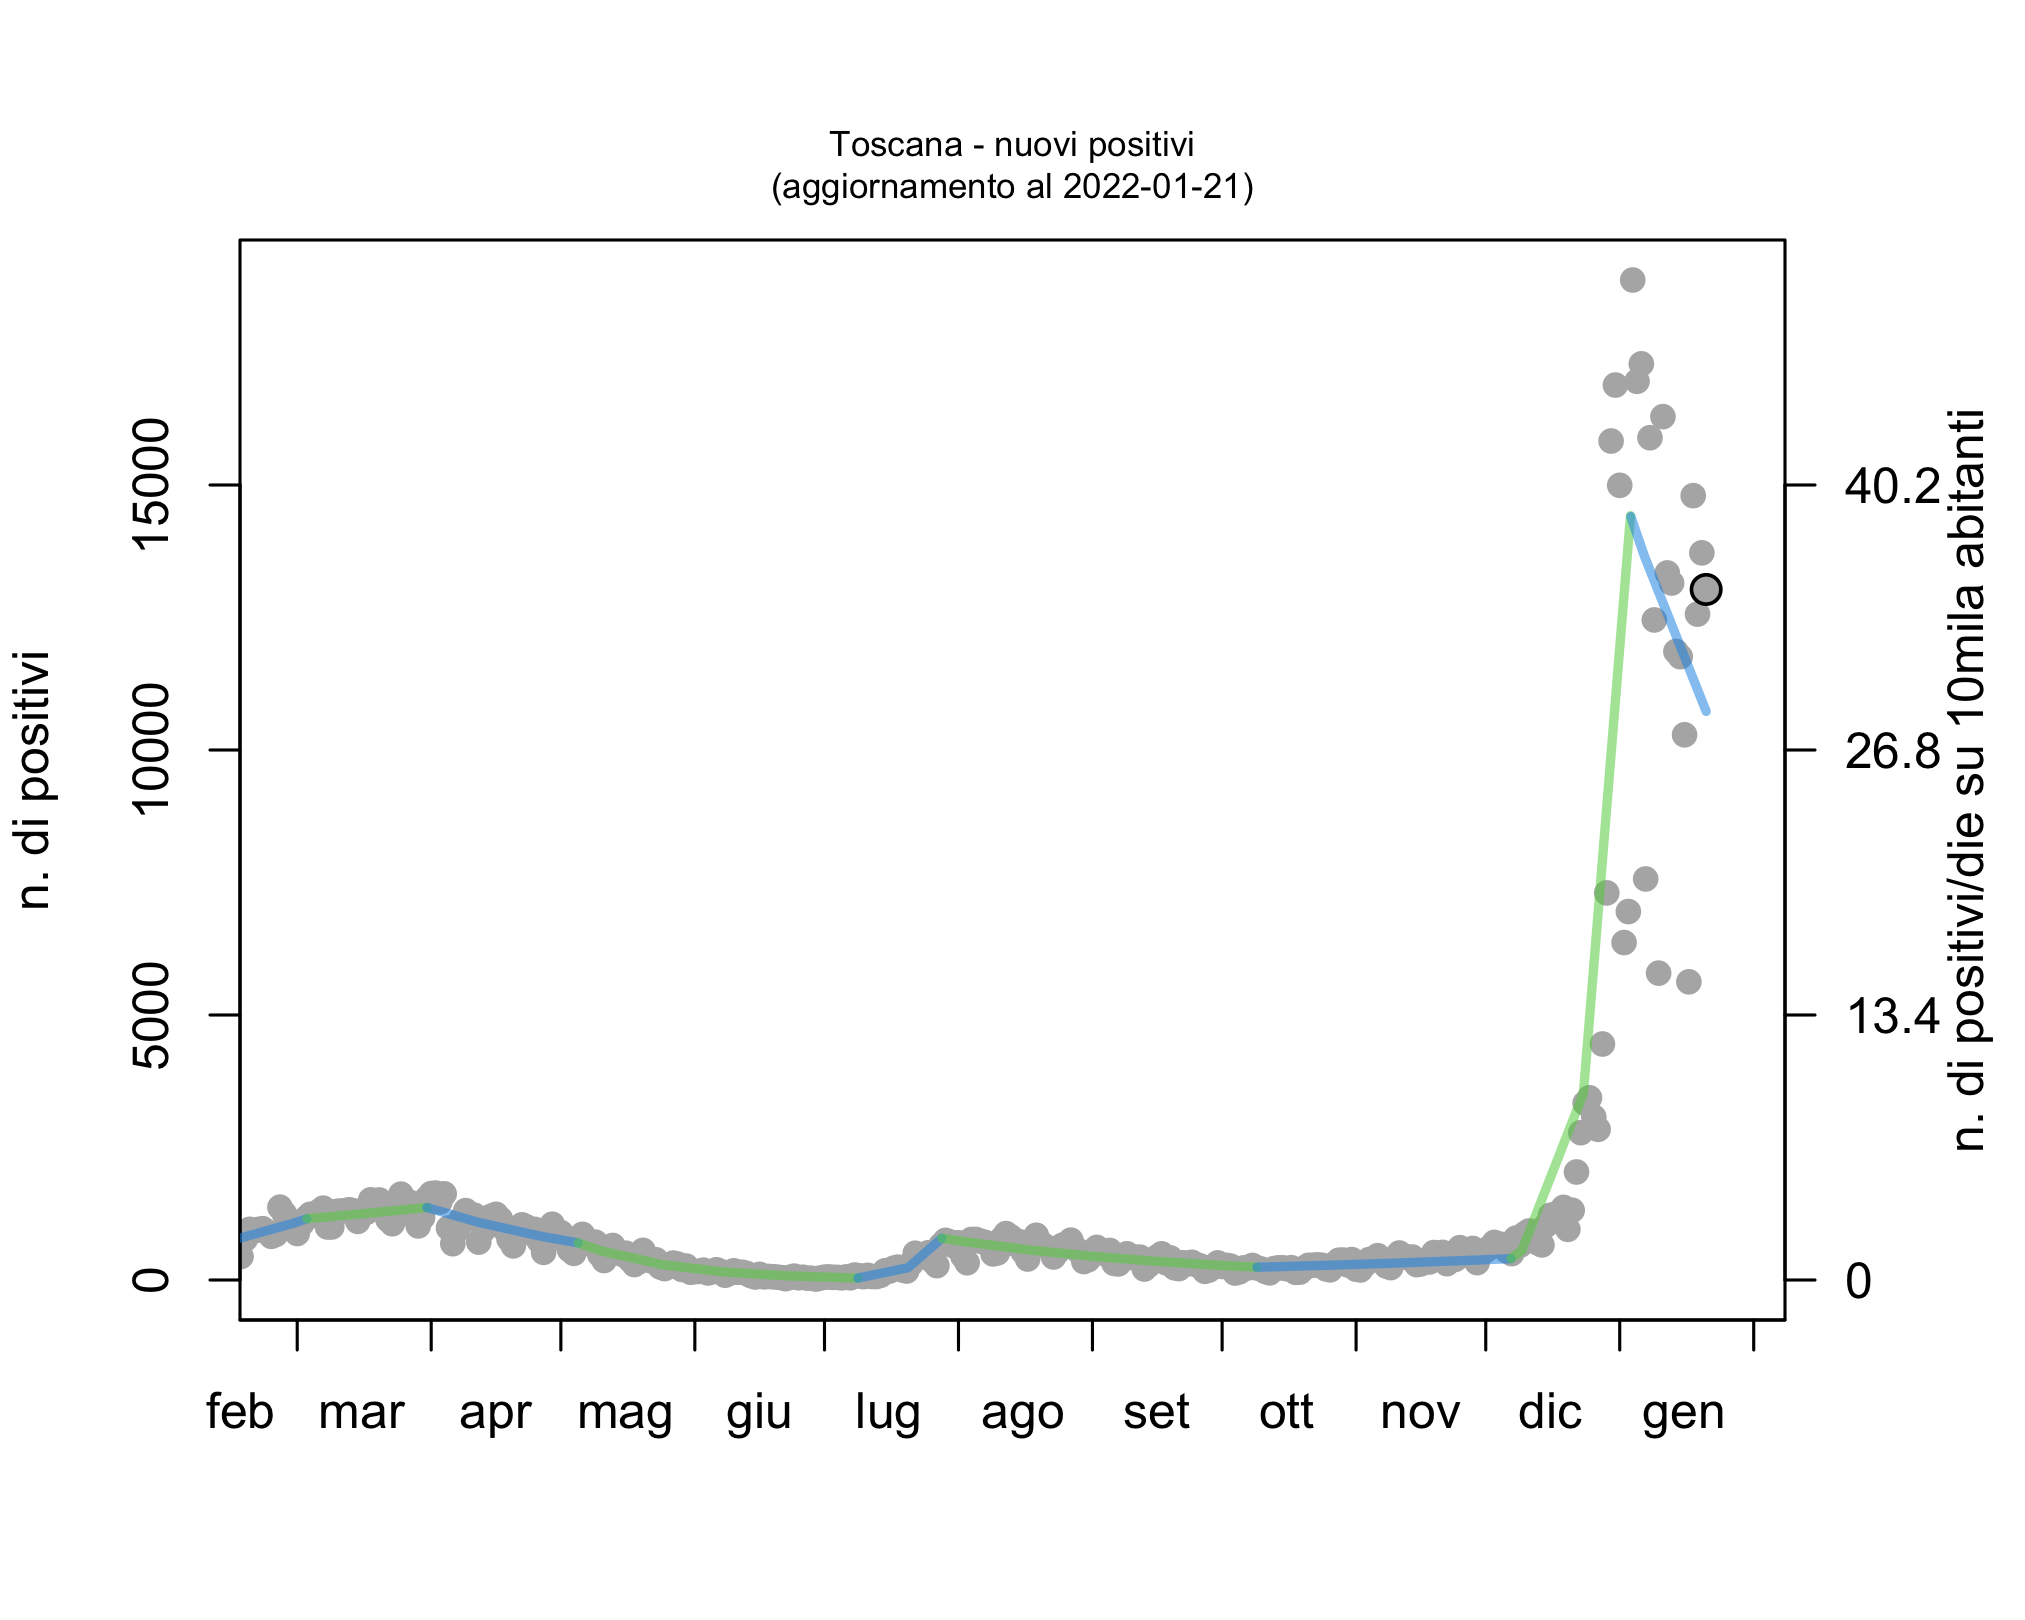 Toscana - nuovi positivi
(aggiornamento al 2022-01-21)
n. di positivi
15000
10000
5000
0
40.2
26.8
13.4
0
n. di positivi/die su 10mila abitanti
feb mar apr mag giu lug ago set ott nov dic gen